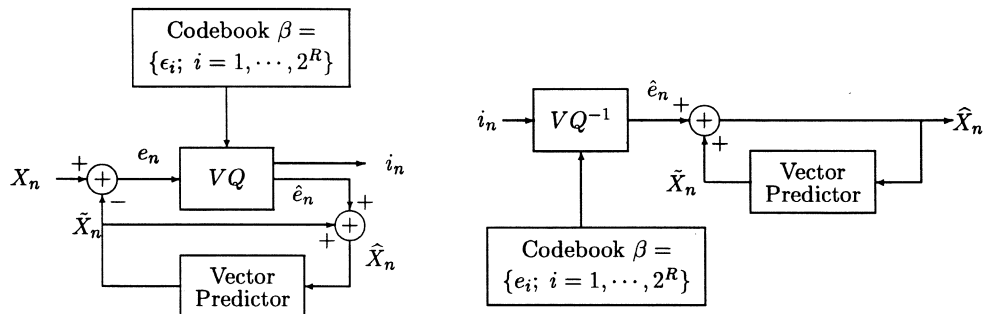 Codebook β =
{ϵ_i; i = 1, ⋯, 2^R}
X_n
+
+
−
e_n
VQ
i_n
ê_n
+
+
+
X̃_n
X̂_n
Vector
Predictor
i_n
VQ^{-1}
ê_n
+
+
+
X̂_n
X̃_n
Vector
Predictor
Codebook β =
{e_i; i = 1, ⋯, 2^R}